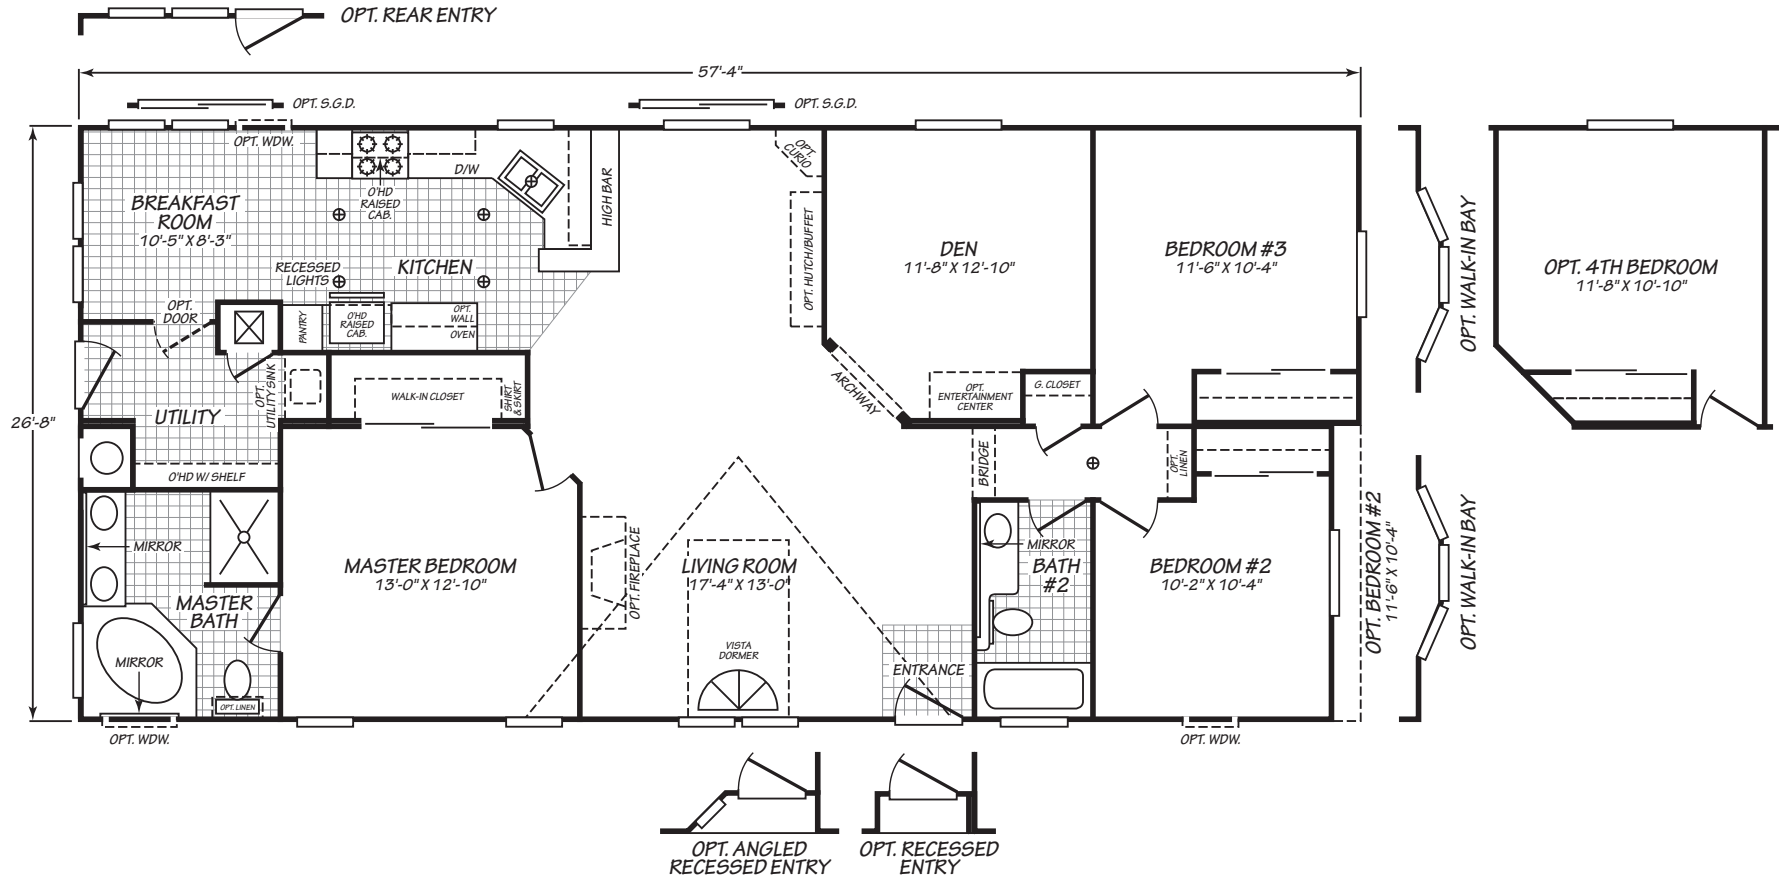 OPT. REAR ENTRY
57'-4"
OPT. S.G.D.
OPT. S.G.D.
OPT. WDW.
D/W
O'HD
RAISED
CAB.
HIGH BAR
OPT.
CURIO
BREAKFAST
ROOM
10'-5" X 8'-3"
RECESSED
LIGHTS
KITCHEN
OPT. HUTCH/BUFFET
DEN
11'-8" X 12'-10"
BEDROOM #3
11'-6" X 10'-4"
OPT. WALK-IN BAY
OPT. 4TH BEDROOM
11'-8" X 10'-10"
OPT.
DOOR
PANTRY
O'HD
RAISED
CAB.
OPT.
WALL
OVEN
ARCHWAY
OPT.
ENTERTAINMENT
CENTER
G. CLOSET
26'-8"
UTILITY
OPT.
UTILITY SINK
WALK-IN CLOSET
SHIRT
& SKIRT
O'HD W/ SHELF
BRIDGE
OPT.
LINEN
MIRROR
MASTER
BATH
MIRROR
OPT. LINEN
OPT. WDW.
MASTER BEDROOM
13'-0" X 12'-10"
OPT. FIREPLACE
LIVING ROOM
17'-4" X 13'-0"
VISTA
DORMER
ENTRANCE
MIRROR
BATH
#2
BEDROOM #2
10'-2" X 10'-4"
OPT. BEDROOM #2
11'-6" X 10'-4"
OPT. WALK-IN BAY
OPT. WDW.
OPT. ANGLED
RECESSED ENTRY
OPT. RECESSED
ENTRY